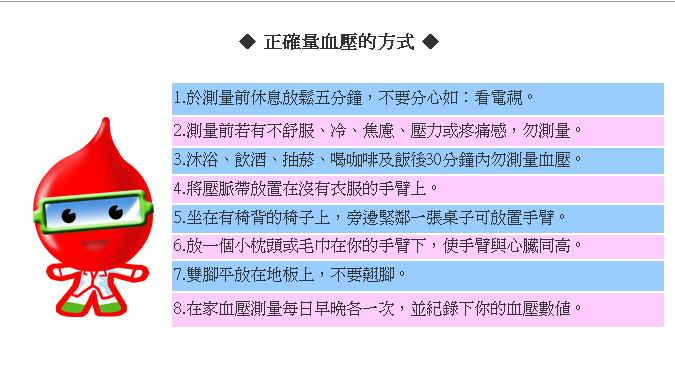 ◆ 正確量血壓的方式 ◆
1.於測量前休息放鬆五分鐘，不要分心如：看電視。
2.測量前若有不舒服、冷、焦慮、壓力或疼痛感，勿測量。
3.沐浴、飲酒、抽菸、喝咖啡及飯後30分鐘內勿測量血壓。
4.將壓脈帶放置在沒有衣服的手臂上。
5.坐在有椅背的椅子上，旁邊緊鄰一張桌子可放置手臂。
6.放一個小枕頭或毛巾在你的手臂下，使手臂與心臟同高。
7.雙腳平放在地板上，不要翹腳。
8.在家血壓測量每日早晚各一次，並紀錄下你的血壓數值。